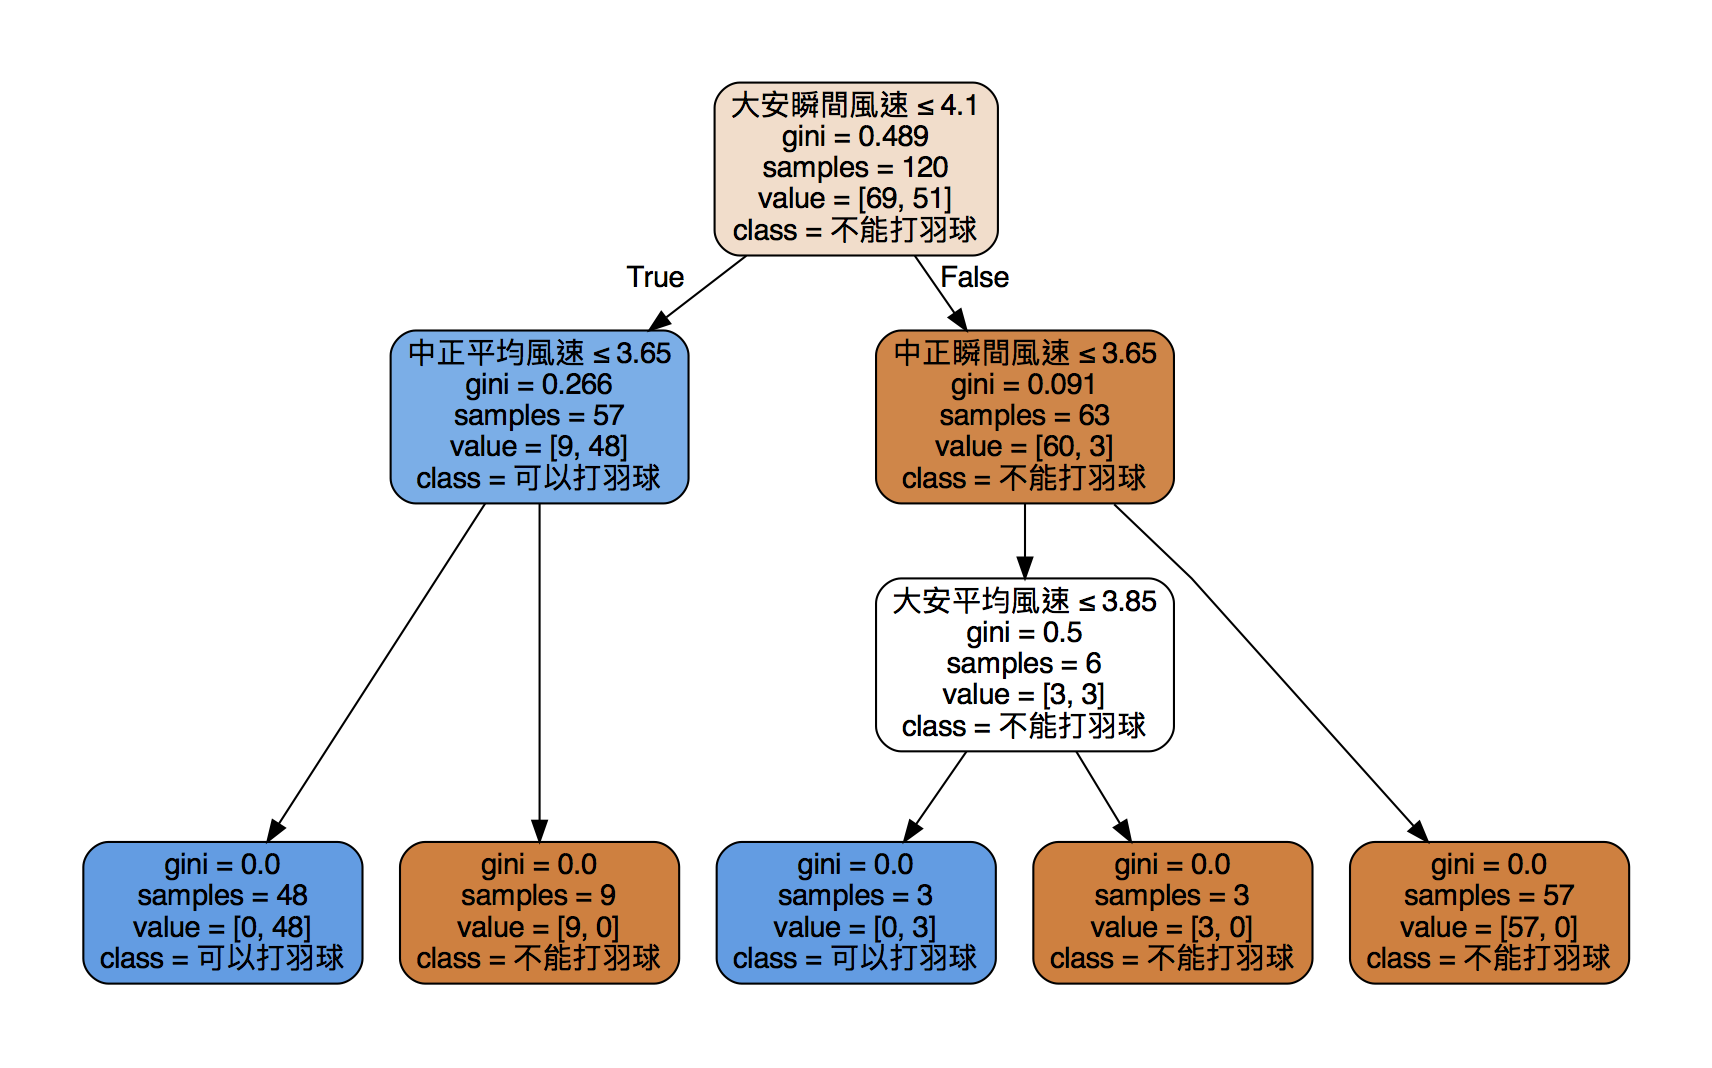 大安瞬間風速 ≤ 4.1
gini = 0.489
samples = 120
value = [69, 51]
class = 不能打羽球
True
False
中正平均風速 ≤ 3.65
gini = 0.266
samples = 57
value = [9, 48]
class = 可以打羽球
中正瞬間風速 ≤ 3.65
gini = 0.091
samples = 63
value = [60, 3]
class = 不能打羽球
大安平均風速 ≤ 3.85
gini = 0.5
samples = 6
value = [3, 3]
class = 不能打羽球
gini = 0.0
samples = 48
value = [0, 48]
class = 可以打羽球
gini = 0.0
samples = 9
value = [9, 0]
class = 不能打羽球
gini = 0.0
samples = 3
value = [0, 3]
class = 可以打羽球
gini = 0.0
samples = 3
value = [3, 0]
class = 不能打羽球
gini = 0.0
samples = 57
value = [57, 0]
class = 不能打羽球